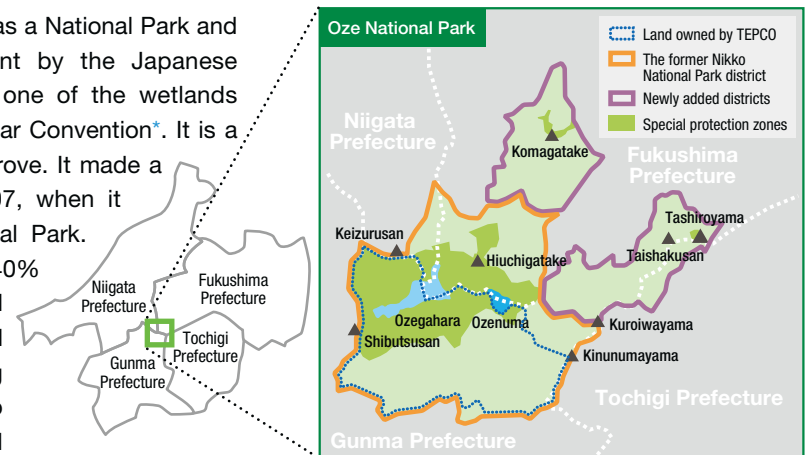 as a National Park and
nt by the Japanese
one of the wetlands
ar Convention*. It is a
rove. It made a
07, when it
al Park.
40%
Niigata
Prefecture
Fukushima
Prefecture
Tochigi
Prefecture
Gunma
Prefecture
Oze National Park
Land owned by TEPCO
The former Nikko
National Park district
Newly added districts
Special protection zones
Niigata
Prefecture
Fukushima
Prefecture
Komagatake
Tashiroyama
Taishakusan
Keizurusan
Hiuchigatake
Ozegahara
Ozenuma
Shibutsusan
Kuroiwayama
Kinunumayama
Tochigi Prefecture
Gunma Prefecture